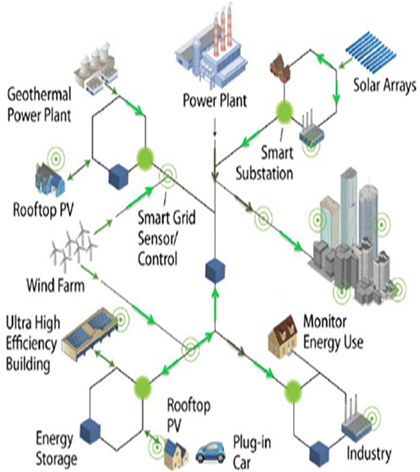 Solar Arrays
Geothermal
Power Plant
Power Plant
Smart
Substation
Rooftop PV
Smart Grid
Sensor/
Control
Wind Farm
Ultra High
Efficiency
Building
Monitor
Energy Use
Rooftop
PV
Energy
Storage
Plug-in
Car
Industry